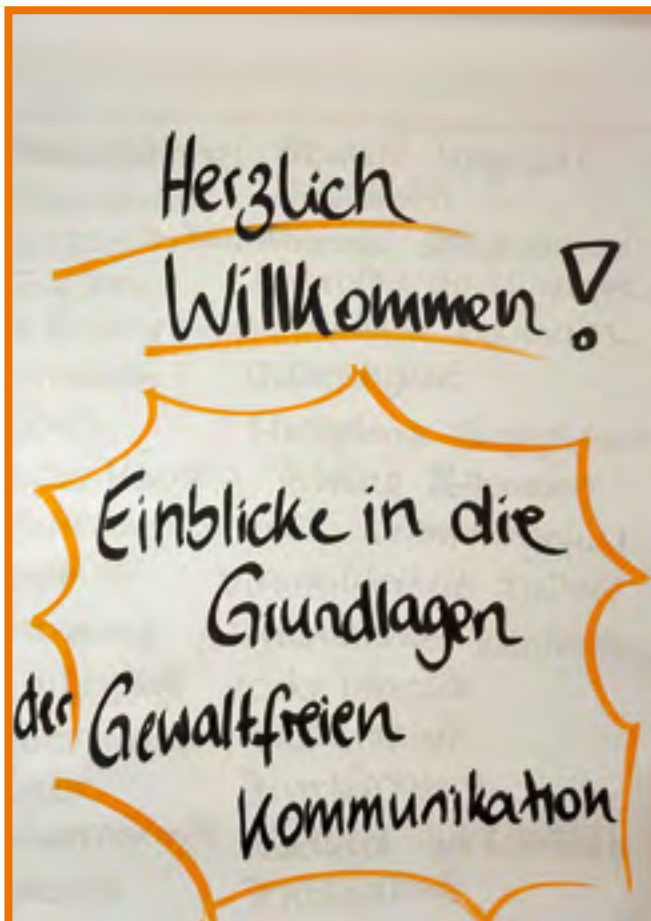 Herzlich
Willkommen!
Einblicke in die
Grundlagen
der Gewaltfreien
Kommunikation